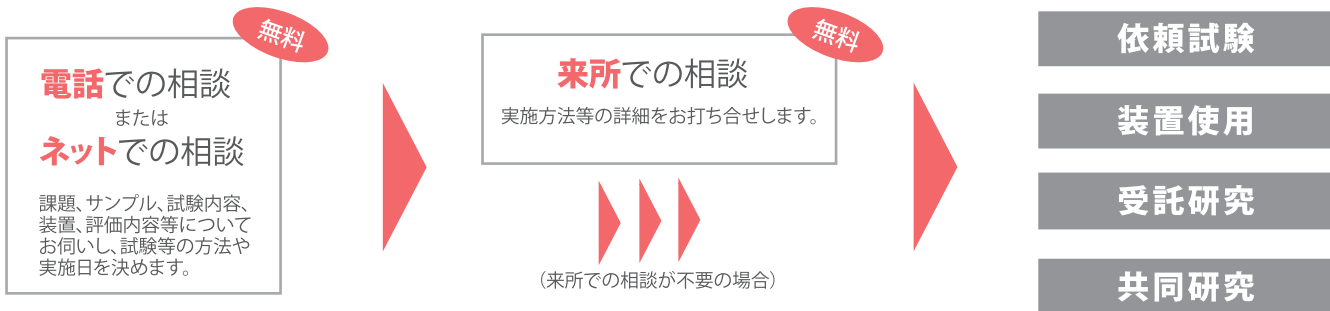 無料
電話での相談
または
ネットでの相談
課題、サンプル、試験内容、
装置、評価内容等について
お伺いし、試験等の方法や
実施日を決めます。
無料
来所での相談
実施方法等の詳細をお打ち合せします。
（来所での相談が不要の場合）
依頼試験
装置使用
受託研究
共同研究